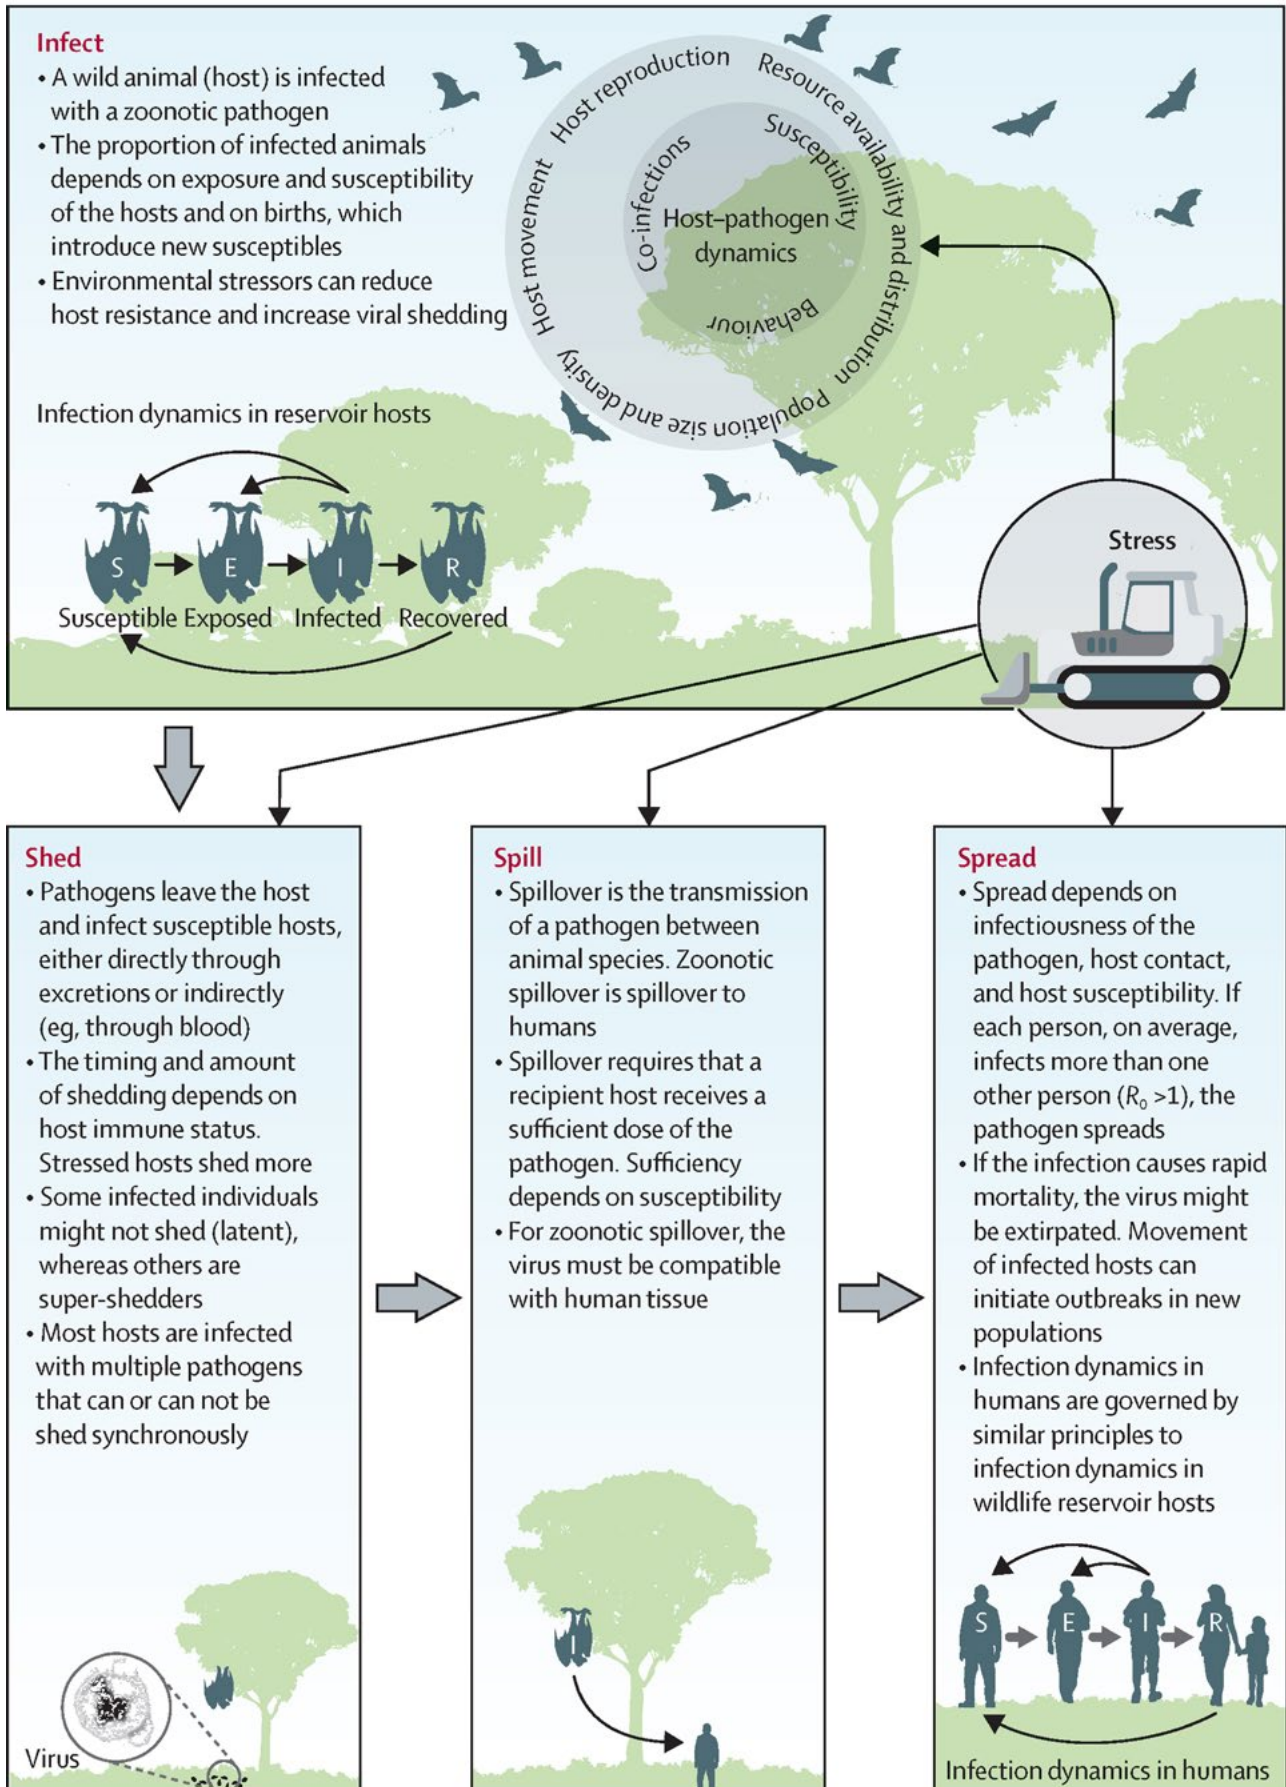 Infect
• A wild animal (host) is infected
with a zoonotic pathogen
• The proportion of infected animals
depends on exposure and susceptibility
of the hosts and on births, which
introduce new susceptibles
• Environmental stressors can reduce
host resistance and increase viral shedding
Host reproduction
Resource availability and distribution
Population size and density
Host movement
Co-infections
Susceptibility
Behaviour
Host–pathogen
dynamics
Infection dynamics in reservoir hosts
S E I R
Susceptible Exposed Infected Recovered
Stress
Shed
• Pathogens leave the host
and infect susceptible hosts,
either directly through
excretions or indirectly
(eg, through blood)
• The timing and amount
of shedding depends on
host immune status.
Stressed hosts shed more
• Some infected individuals
might not shed (latent),
whereas others are
super-shedders
• Most hosts are infected
with multiple pathogens
that can or can not be
shed synchronously
Virus
Spill
• Spillover is the transmission
of a pathogen between
animal species. Zoonotic
spillover is spillover to
humans
• Spillover requires that a
recipient host receives a
sufficient dose of the
pathogen. Sufficiency
depends on susceptibility
• For zoonotic spillover, the
virus must be compatible
with human tissue
I
Spread
• Spread depends on
infectiousness of the
pathogen, host contact,
and host susceptibility. If
each person, on average,
infects more than one
other person (R₀ >1), the
pathogen spreads
• If the infection causes rapid
mortality, the virus might
be extirpated. Movement
of infected hosts can
initiate outbreaks in new
populations
• Infection dynamics in
humans are governed by
similar principles to
infection dynamics in
wildlife reservoir hosts
S E I R
Infection dynamics in humans